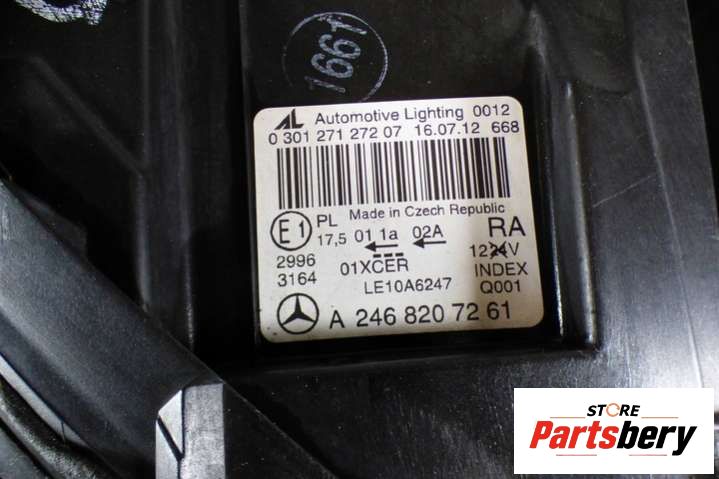 1661
AL Automotive Lighting 0012
0 301 271 272 07 16.07.12 668
Made in Czech Republic
E1 PL 17,5 01 1a 02A RA
2996 01XCER 1224V
3164 LE10A6247 INDEX
Q001
A 246 820 72 61
STORE
Partsbery